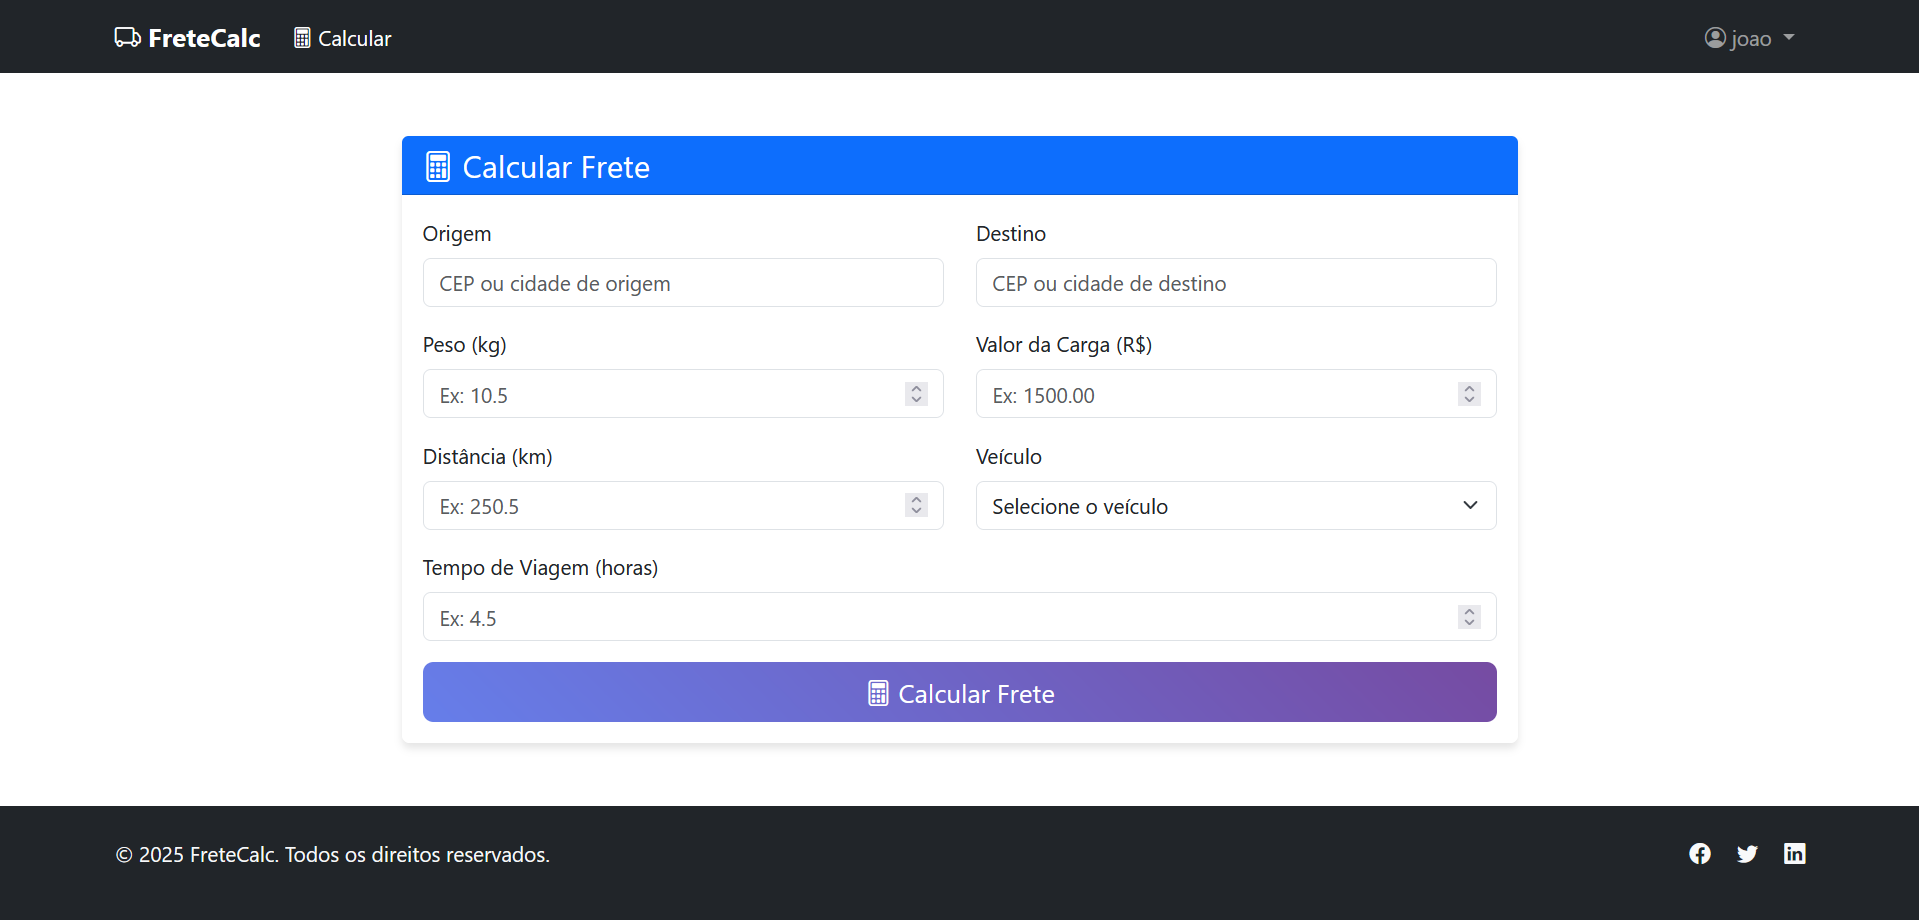 FreteCalc Calcular joao
Calcular Frete
Origem Destino
CEP ou cidade de origem CEP ou cidade de destino
Peso (kg) Valor da Carga (R$)
Ex: 10.5 Ex: 1500.00
Distância (km) Veículo
Ex: 250.5 Selecione o veículo
Tempo de Viagem (horas)
Ex: 4.5
Calcular Frete
© 2025 FreteCalc. Todos os direitos reservados.